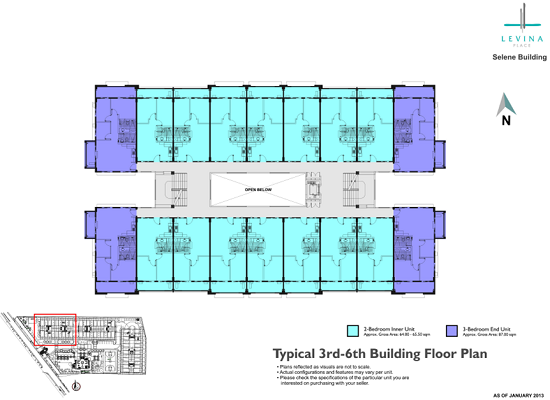 LEVINA
PLACE
Selene Building
N
OPEN BELOW
2-Bedroom Inner Unit
Approx. Gross Area: 64.80 - 65.50 sqm
3-Bedroom End Unit
Approx. Gross Area: 87.00 sqm
Typical 3rd-6th Building Floor Plan
• Plans reflected as visuals are not to scale.
• Actual configurations and features may vary per unit.
• Please check the specifications of the particular unit you are
interested on purchasing with your seller.
AS OF JANUARY 2013